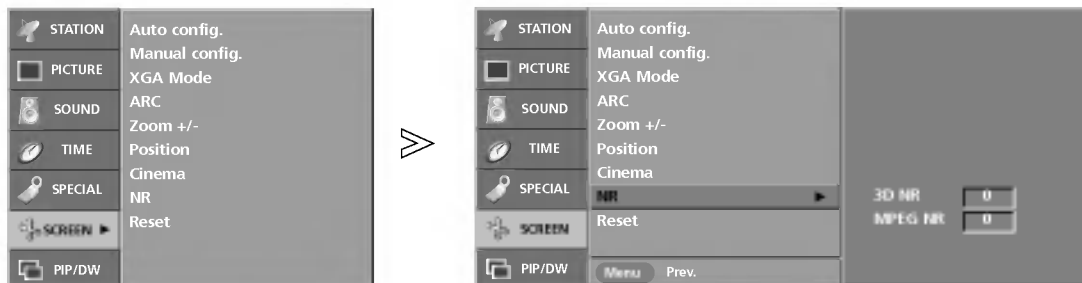 STATION
PICTURE
SOUND
TIME
SPECIAL
SCREEN
PIP/DW
Auto config.
Manual config.
XGA Mode
ARC
Zoom +/-
Position
Cinema
NR
Reset
STATION
PICTURE
SOUND
TIME
SPECIAL
SCREEN
PIP/DW
Auto config.
Manual config.
XGA Mode
ARC
Zoom +/-
Position
Cinema
NR
Reset
Menu Prev.
3D NR 0
MPEG NR 0